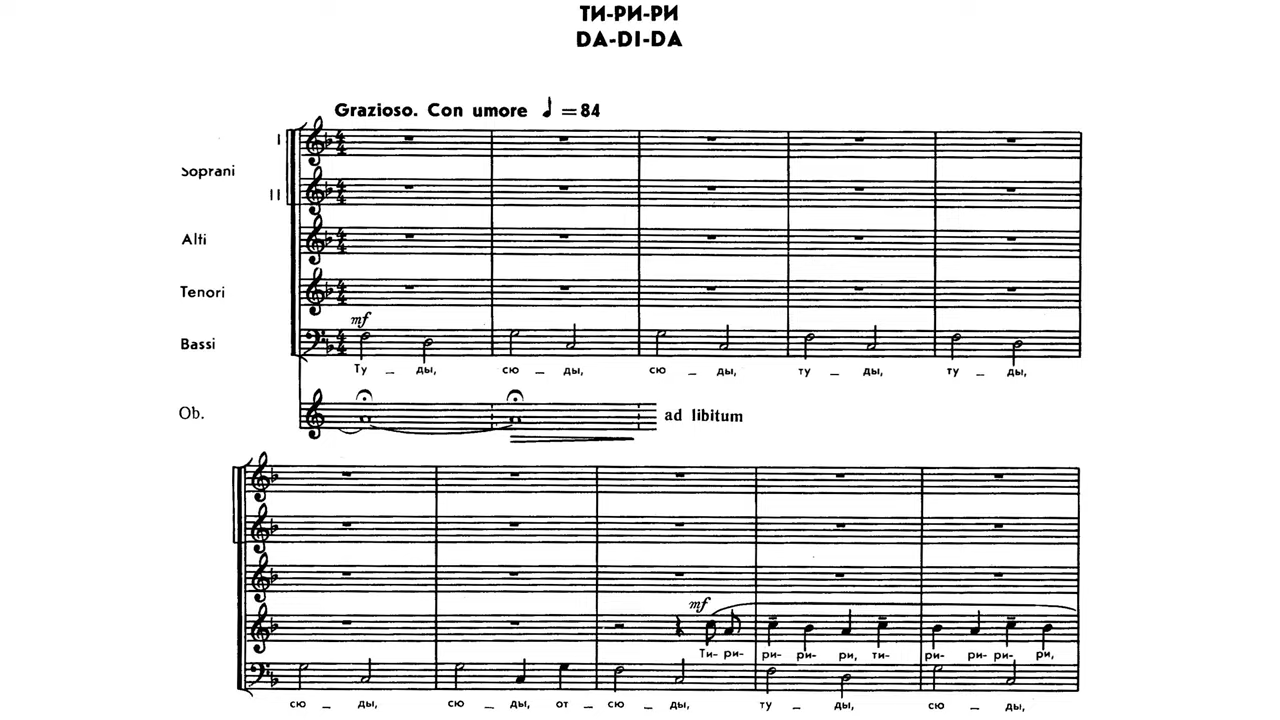 ТИ-РИ-РИ
DA-DI-DA
Grazioso. Con umore ♩ = 84
I
Soprani
II
Alti
Tenori
mf
Bassi
Ту _ ды, сю _ ды, сю _ ды, ту _ ды, ту _ ды,
Ob.
ad libitum
mf
Ти- ри- ри- ри- ри, ти- ри- ри- ри- ри,
сю _ ды, сю _ ды, от _ сю _ ды, ту _ ды, сю _ ды,